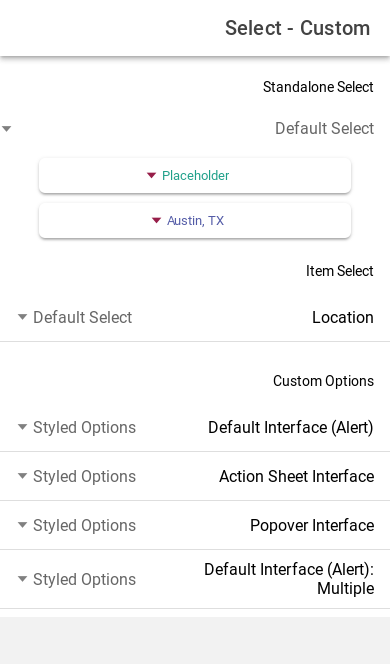 Select - Custom
Standalone Select
Default Select
Placeholder
Austin, TX
Item Select
Location
Default Select
Custom Options
Default Interface (Alert)
Styled Options
Action Sheet Interface
Styled Options
Popover Interface
Styled Options
Default Interface (Alert):
Multiple
Styled Options